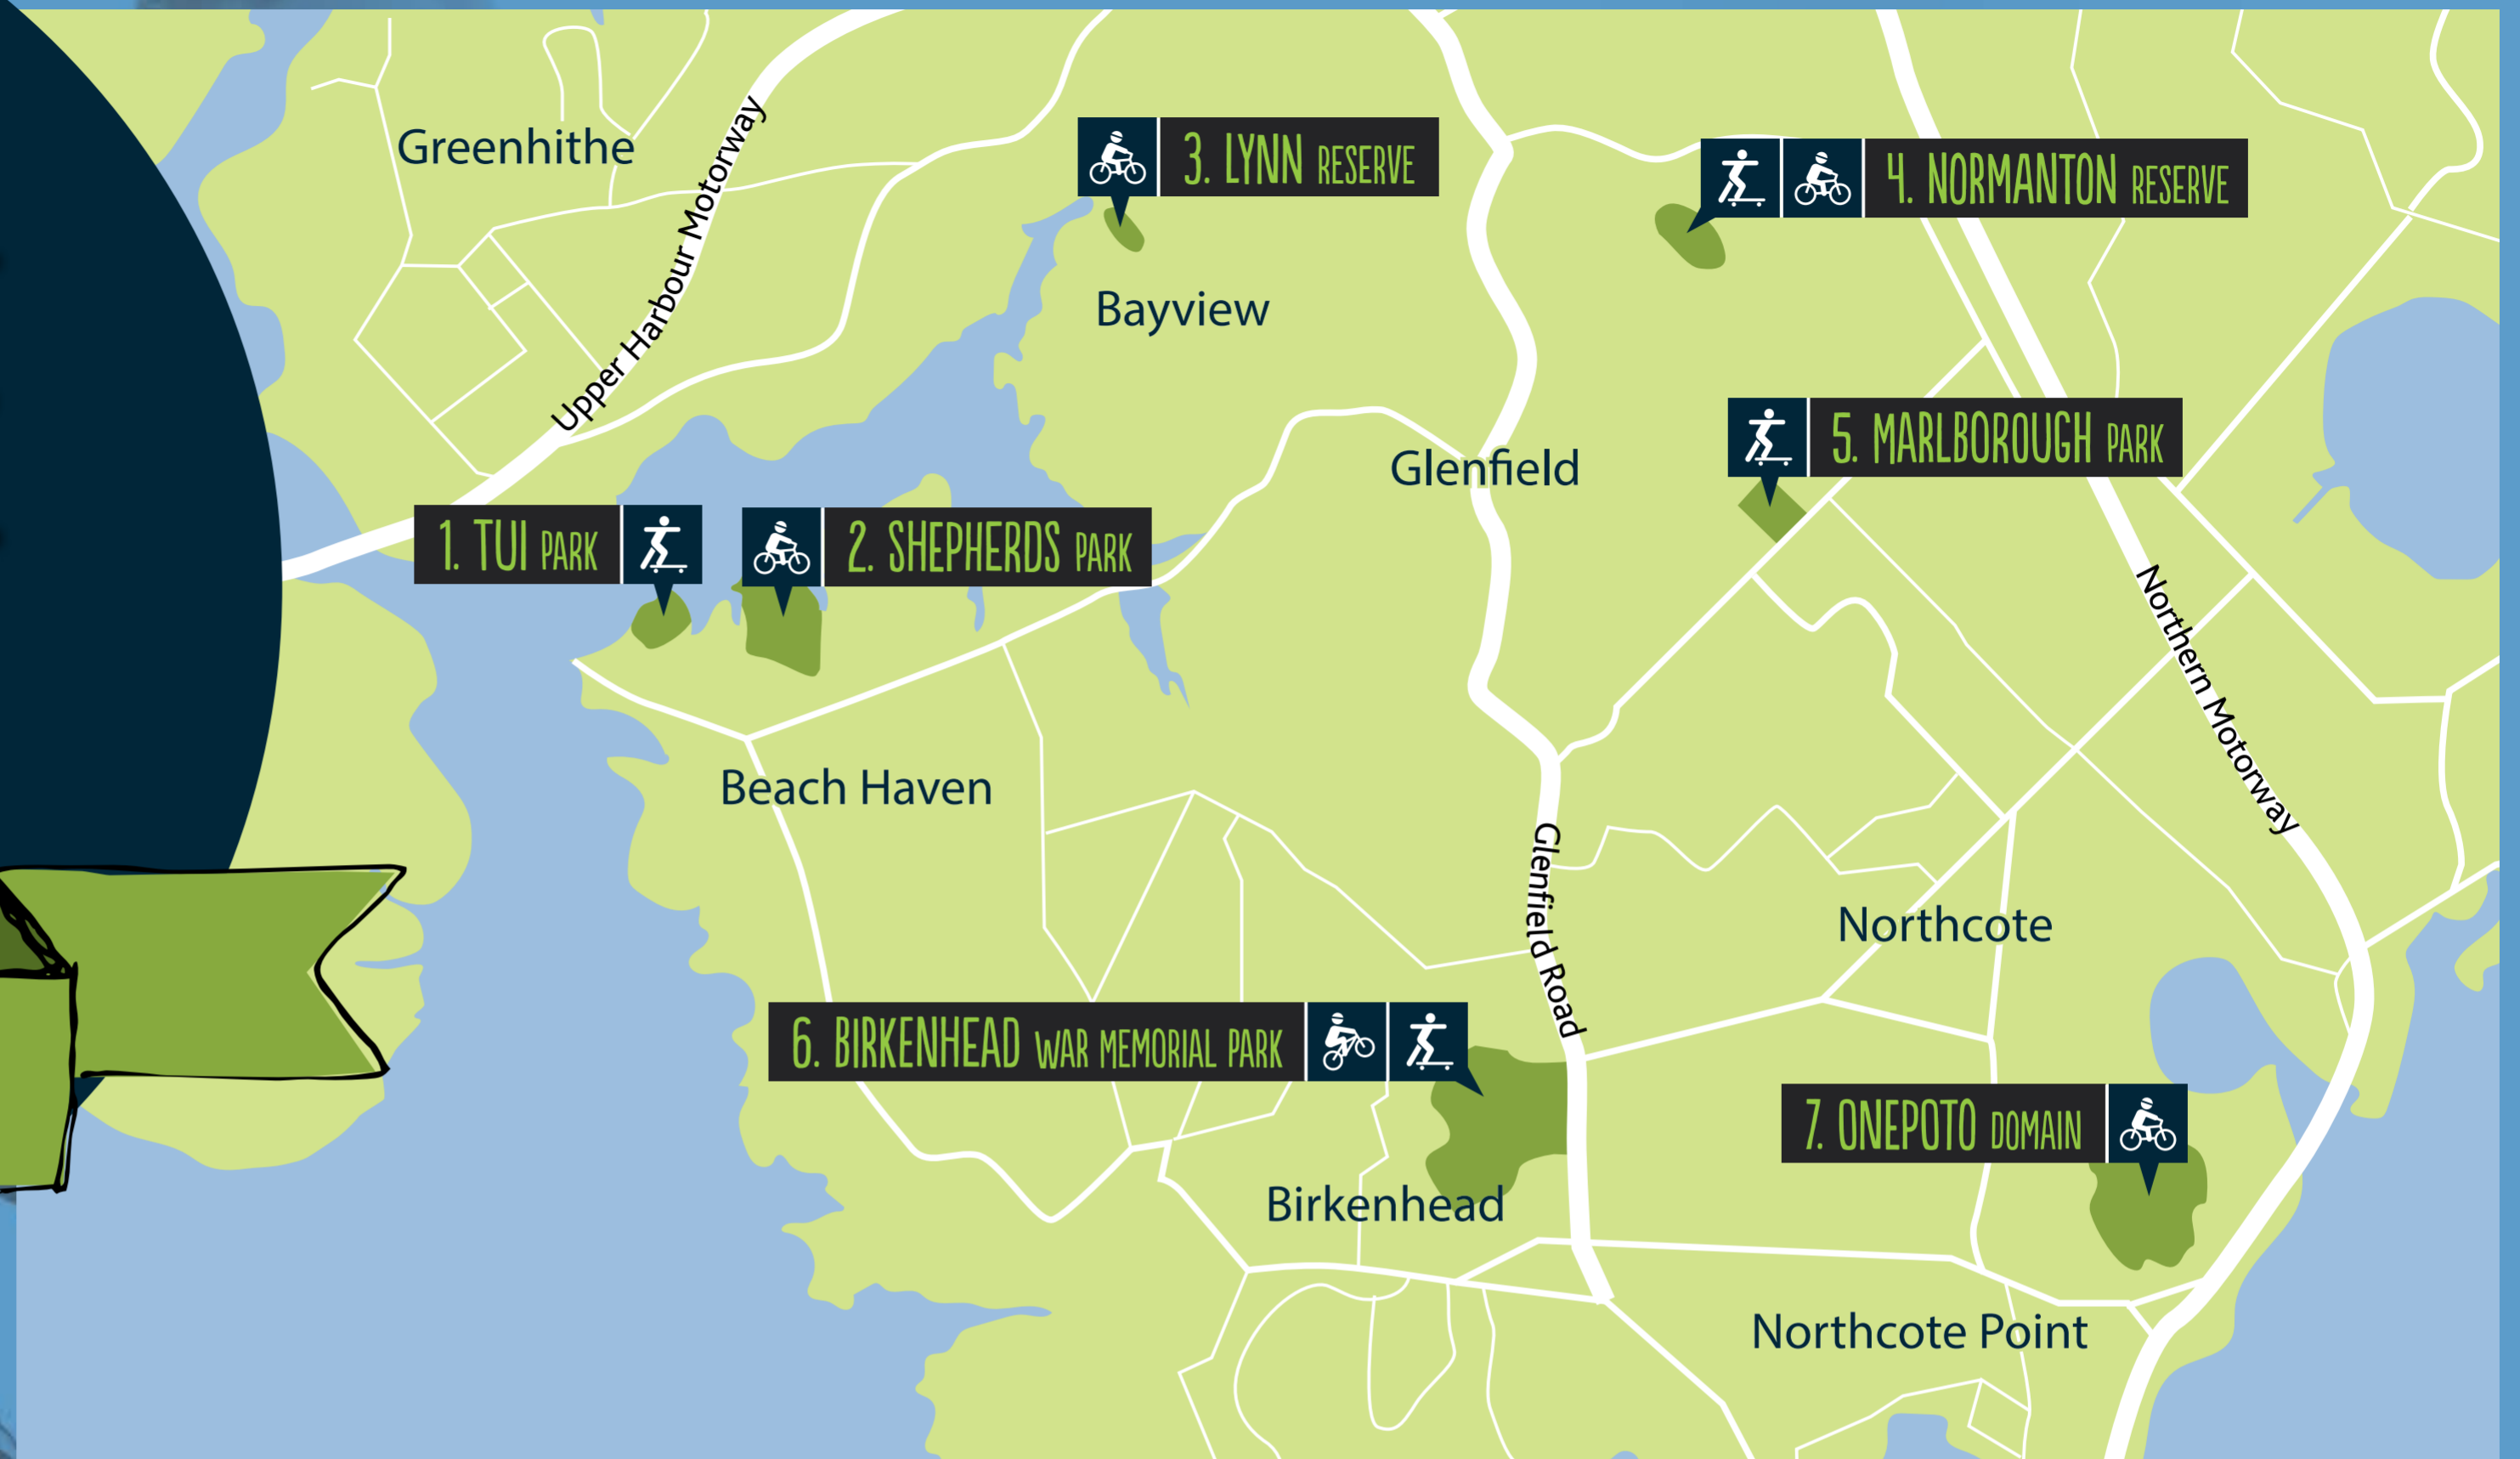 Greenhithe
Upper Harbour Motorway
3. LYNN RESERVE
4. NORMANTON RESERVE
Bayview
5. MARLBOROUGH PARK
Glenfield
1. TUI PARK
2. SHEPHERDS PARK
Northern Motorway
Beach Haven
Glenfield Road
Northcote
6. BIRKENHEAD WAR MEMORIAL PARK
7. ONEPOTO DOMAIN
Birkenhead
Northcote Point